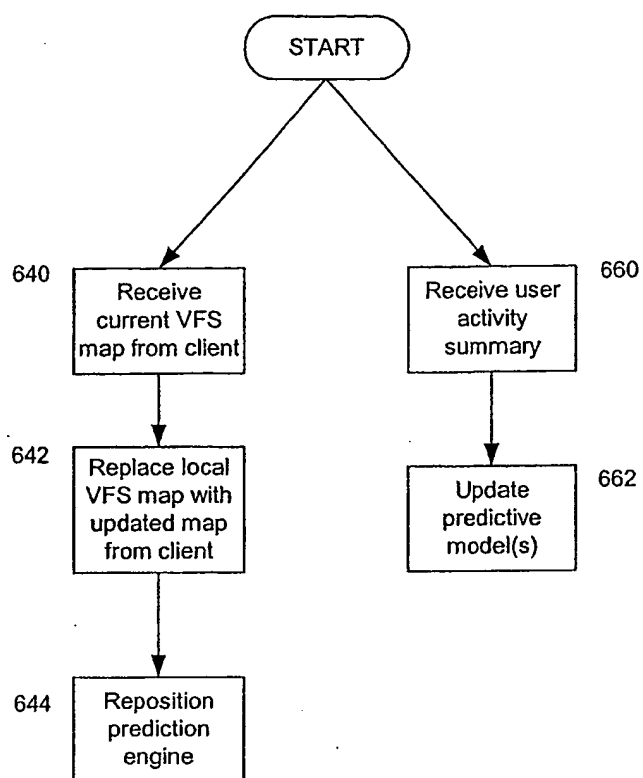 START
640
Receive
current VFS
map from client
660
Receive user
activity
summary
642
Replace local
VFS map with
updated map
from client
662
Update
predictive
model(s)
644
Reposition
prediction
engine